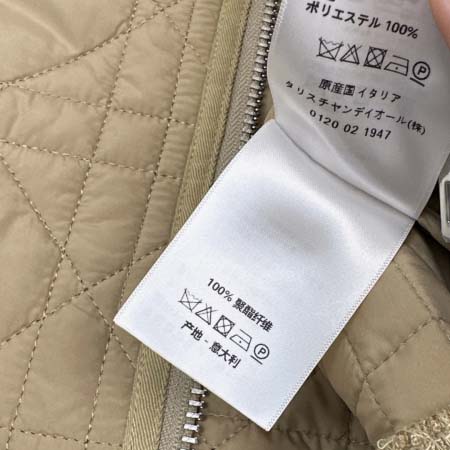 ポリエステル 100%
原産国 イタリア
クリスチャンディオール(株)
0120 02 1947
100% 聚酯纤维
产地 - 意大利